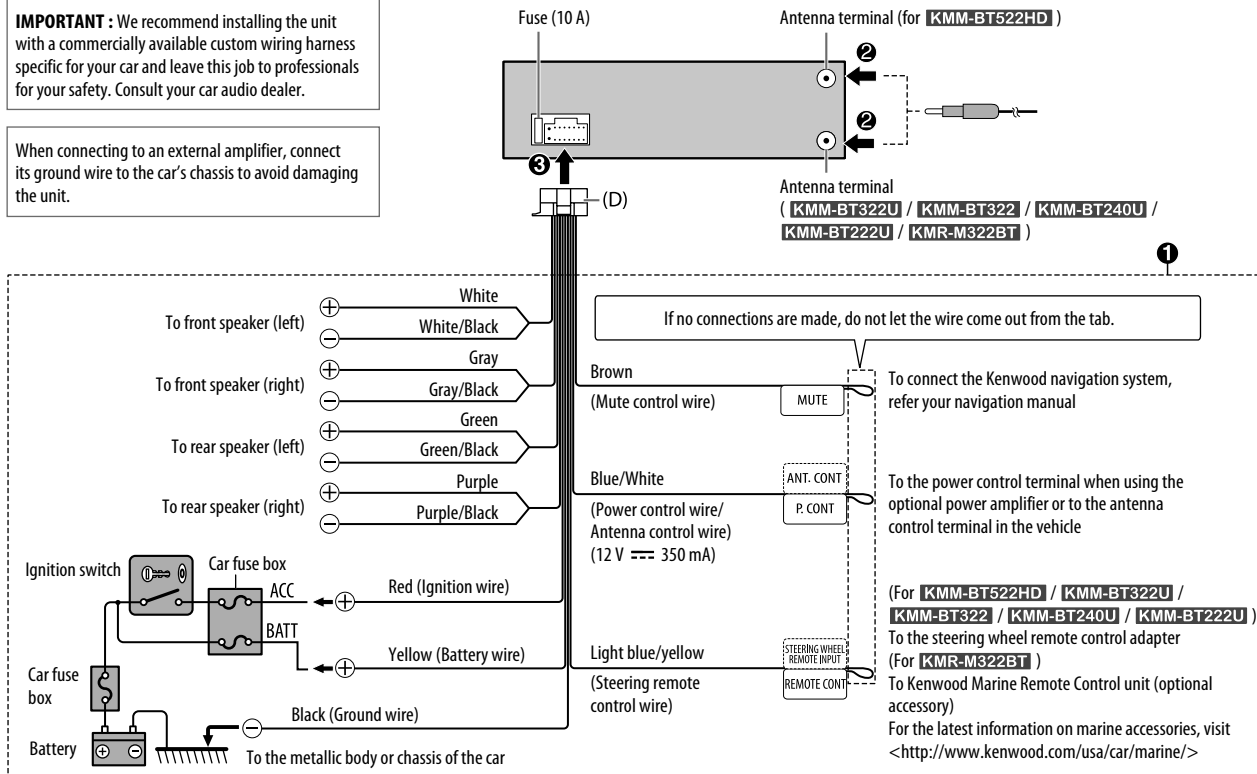 IMPORTANT : We recommend installing the unit
with a commercially available custom wiring harness
specific for your car and leave this job to professionals
for your safety. Consult your car audio dealer.
When connecting to an external amplifier, connect
its ground wire to the car's chassis to avoid damaging
the unit.
Fuse (10 A)
Antenna terminal (for KMM-BT522HD )
2
2
3
(D)
Antenna terminal
( KMM-BT322U / KMM-BT322 / KMM-BT240U /
KMM-BT222U / KMR-M322BT )
1
To front speaker (left)
White
White/Black
To front speaker (right)
Gray
Gray/Black
To rear speaker (left)
Green
Green/Black
To rear speaker (right)
Purple
Purple/Black
If no connections are made, do not let the wire come out from the tab.
Brown
(Mute control wire)
MUTE
To connect the Kenwood navigation system,
refer your navigation manual
Blue/White
(Power control wire/
Antenna control wire)
(12 V ⎓ 350 mA)
ANT. CONT
P. CONT
To the power control terminal when using the
optional power amplifier or to the antenna
control terminal in the vehicle
Ignition switch
Car fuse box
ACC
Red (Ignition wire)
BATT
Yellow (Battery wire)
Car fuse
box
Battery
Black (Ground wire)
To the metallic body or chassis of the car
Light blue/yellow
(Steering remote
control wire)
STEERING WHEEL
REMOTE INPUT
REMOTE CONT
(For KMM-BT522HD / KMM-BT322U /
KMM-BT322 / KMM-BT240U / KMM-BT222U )
To the steering wheel remote control adapter
(For KMR-M322BT )
To Kenwood Marine Remote Control unit (optional
accessory)
For the latest information on marine accessories, visit
<http://www.kenwood.com/usa/car/marine/>